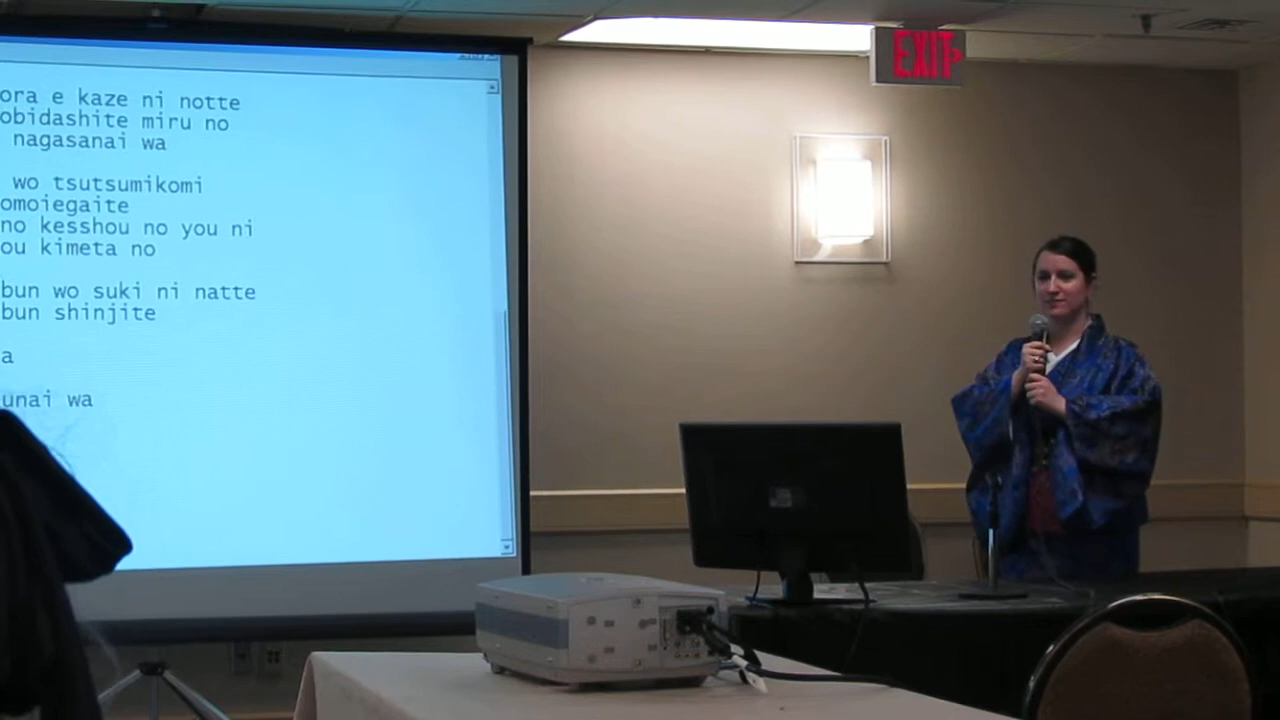 ora e kaze ni notte
obidashite miru no
nagasanai wa
wo tsutsumikomi
omoiegaite
no kesshou no you ni
ou kimeta no
bun wo suki ni natte
bun shinjite
a
unai wa
EXIT